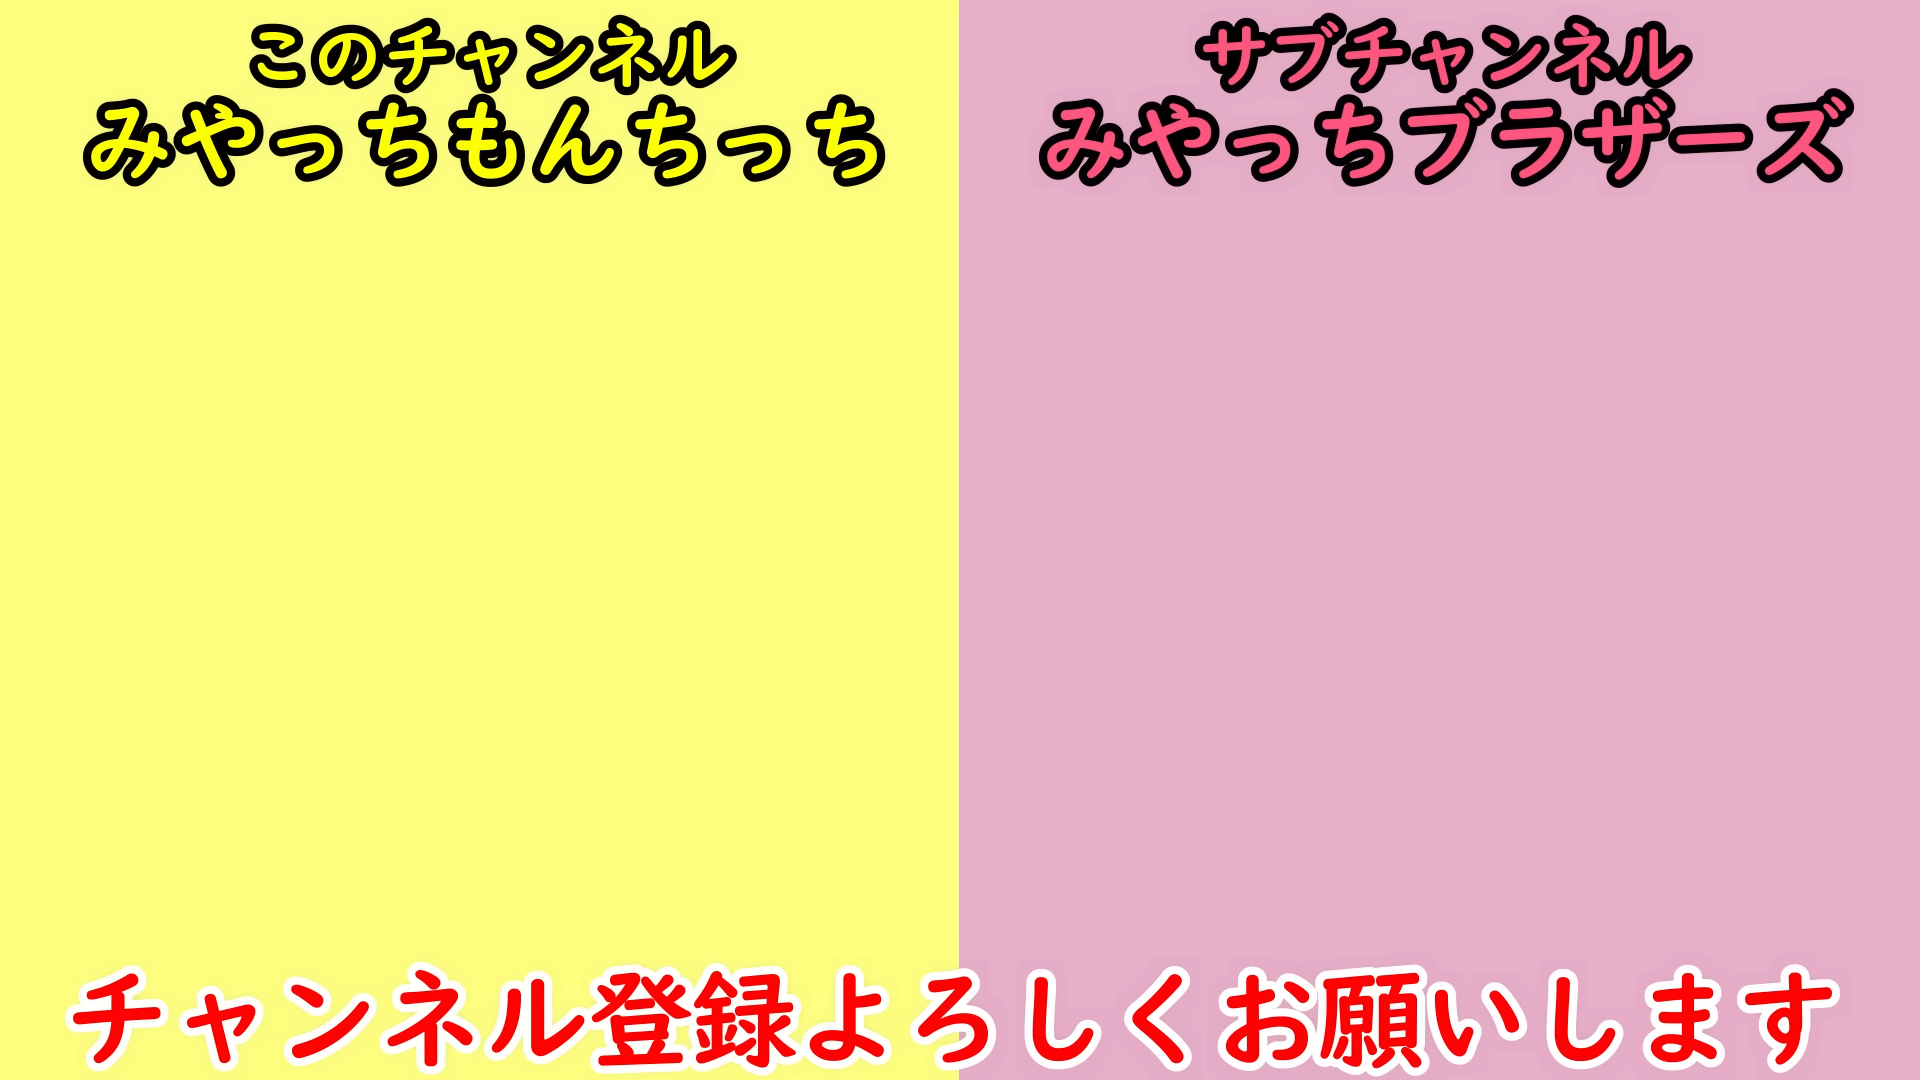 このチャンネル
みやっちもんちっち
サブチャンネル
みやっちブラザーズ
チャンネル登録よろしくお願いします